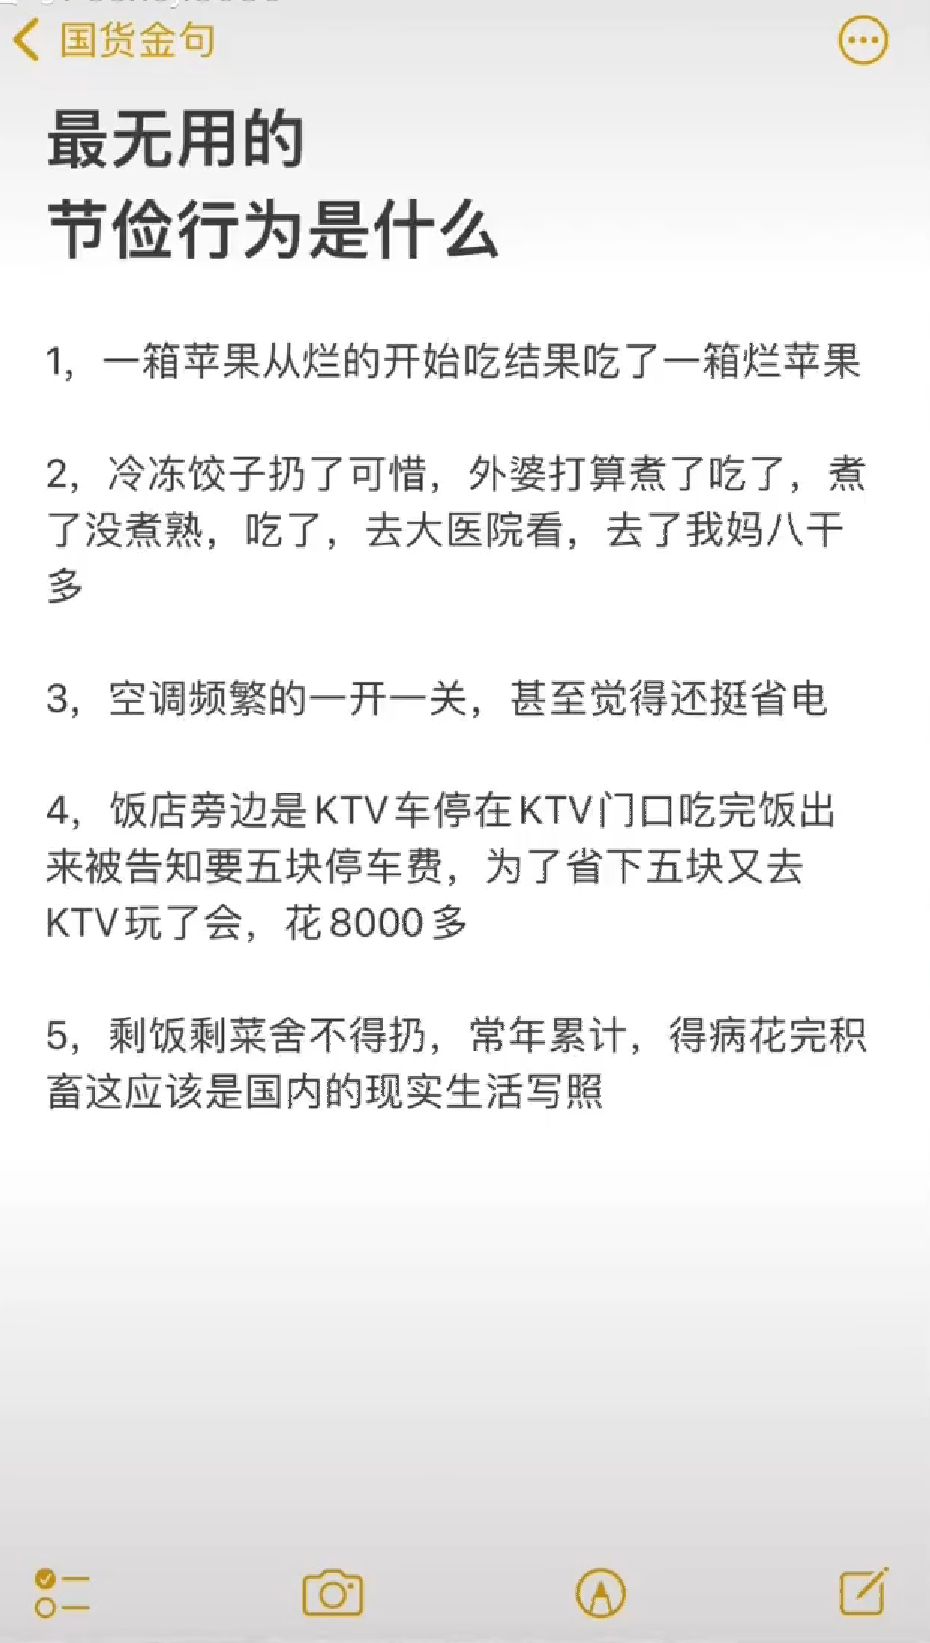 国货金句
最无用的
节俭行为是什么
1，一箱苹果从烂的开始吃结果吃了一箱烂苹果
2，冷冻饺子扔了可惜，外婆打算煮了吃了，煮
了没煮熟，吃了，去大医院看，去了我妈八干
多
3，空调频繁的一开一关，甚至觉得还挺省电
4，饭店旁边是KTV车停在KTV门口吃完饭出
来被告知要五块停车费，为了省下五块又去
KTV玩了会，花8000多
5，剩饭剩菜舍不得扔，常年累计，得病花完积
畜这应该是国内的现实生活写照